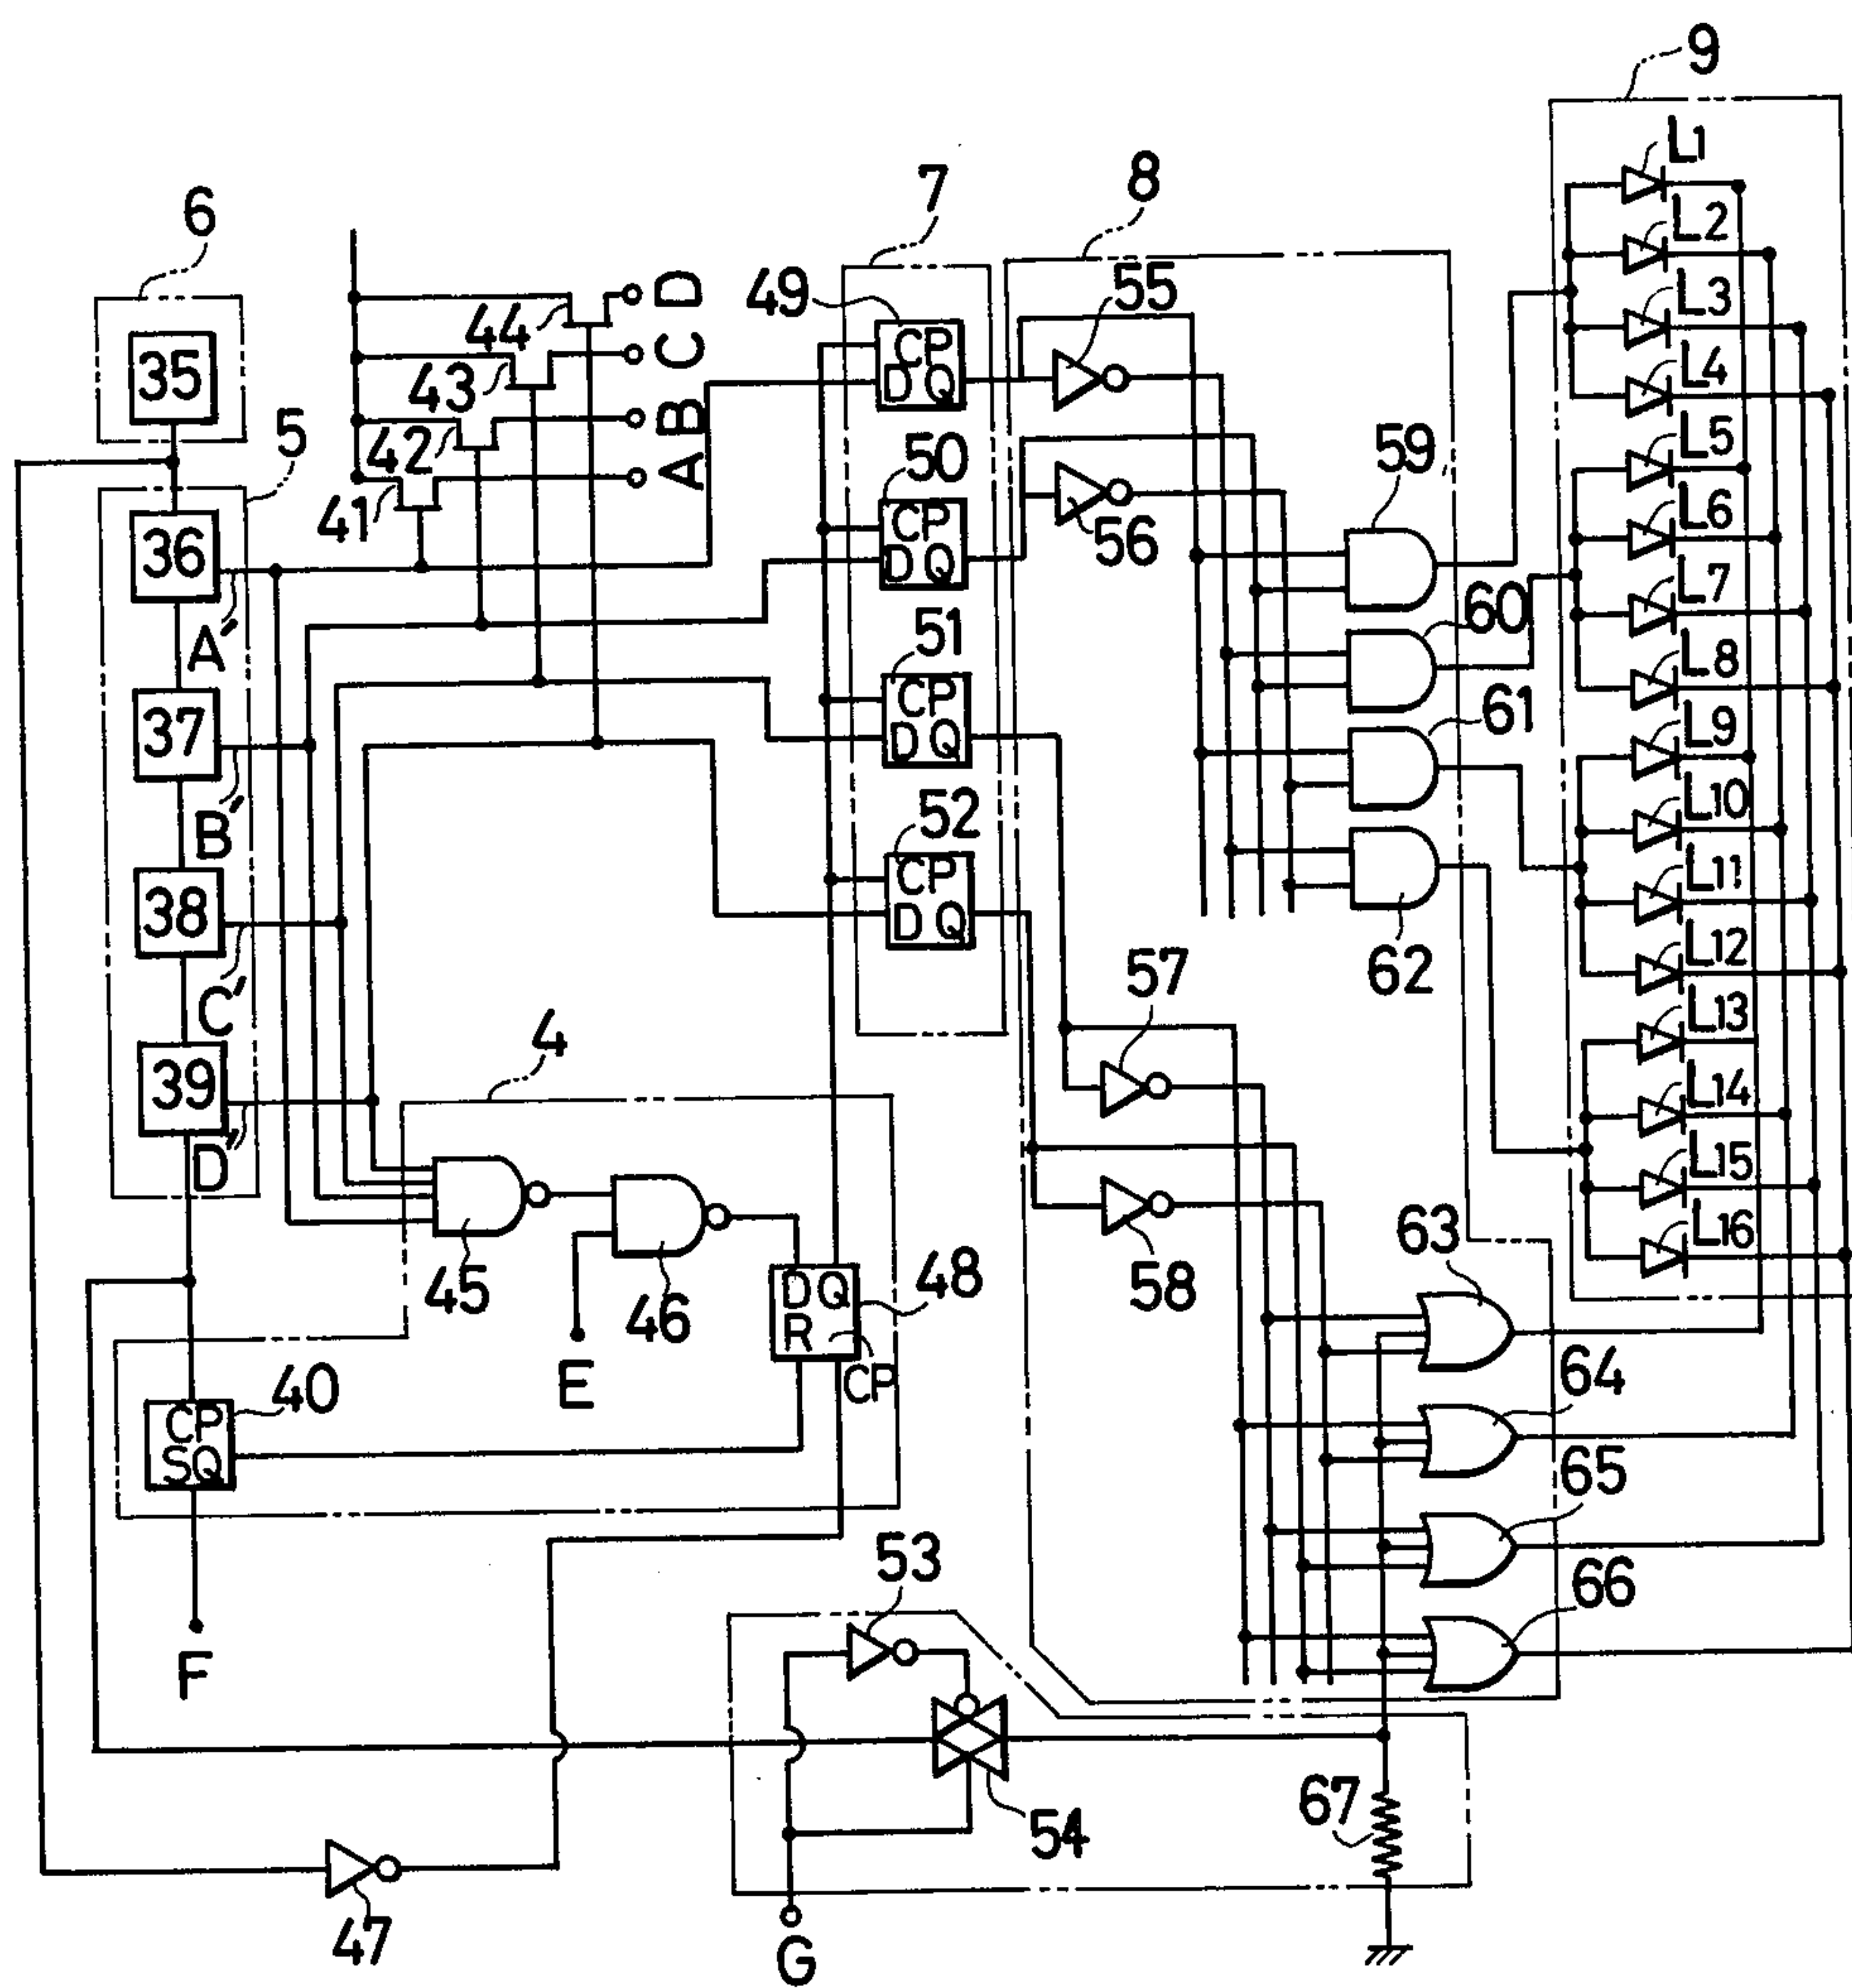 9
L1
L2
L3
L4
L5
L6
L7
L8
L9
L10
L11
L12
L13
L14
L15
L16
6
7
8
35
44
D
43
C
42
B
41
A
5
36
A'
37
B'
38
C'
39
D'
49
CP
D Q
50
CP
D Q
51
CP
D Q
52
CP
D Q
55
56
59
60
61
62
57
58
4
45
46
E
D Q
R
CP
48
40
CP
S Q
F
63
64
65
66
53
54
67
47
G